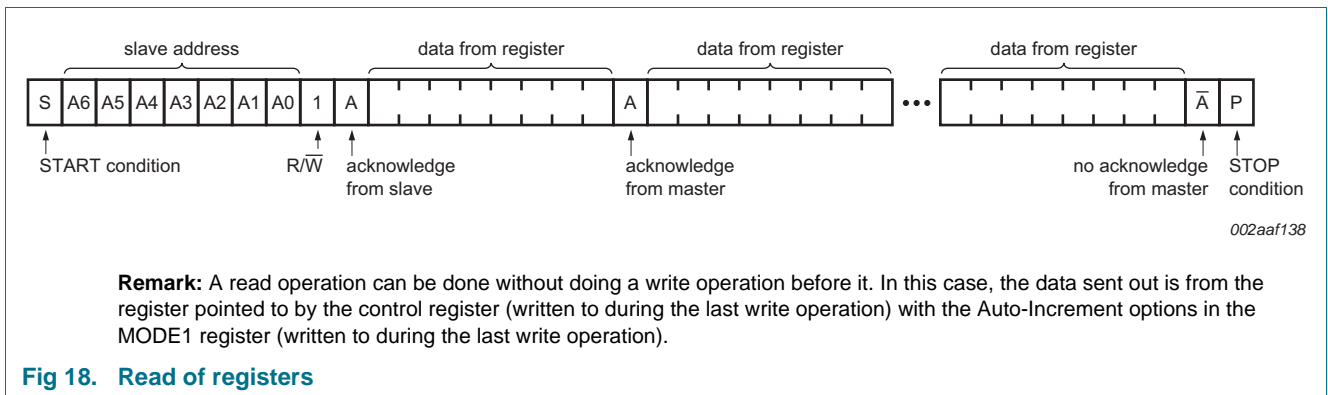 slave address data from register data from register data from register
S A6 A5 A4 A3 A2 A1 A0 1 A A ••• A̅ P
START condition R/W̅ acknowledge from slave acknowledge from master no acknowledge from master STOP condition
002aaf138
Remark: A read operation can be done without doing a write operation before it. In this case, the data sent out is from the
register pointed to by the control register (written to during the last write operation) with the Auto-Increment options in the
MODE1 register (written to during the last write operation).
Fig 18. Read of registers